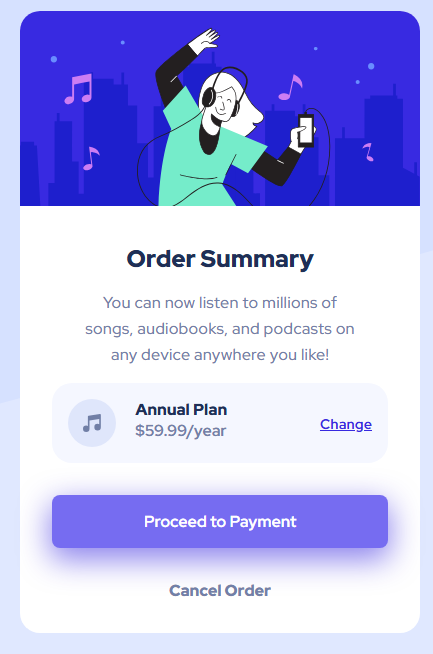 Order Summary
You can now listen to millions of
songs, audiobooks, and podcasts on
any device anywhere you like!
Annual Plan
$59.99/year
Change
Proceed to Payment
Cancel Order